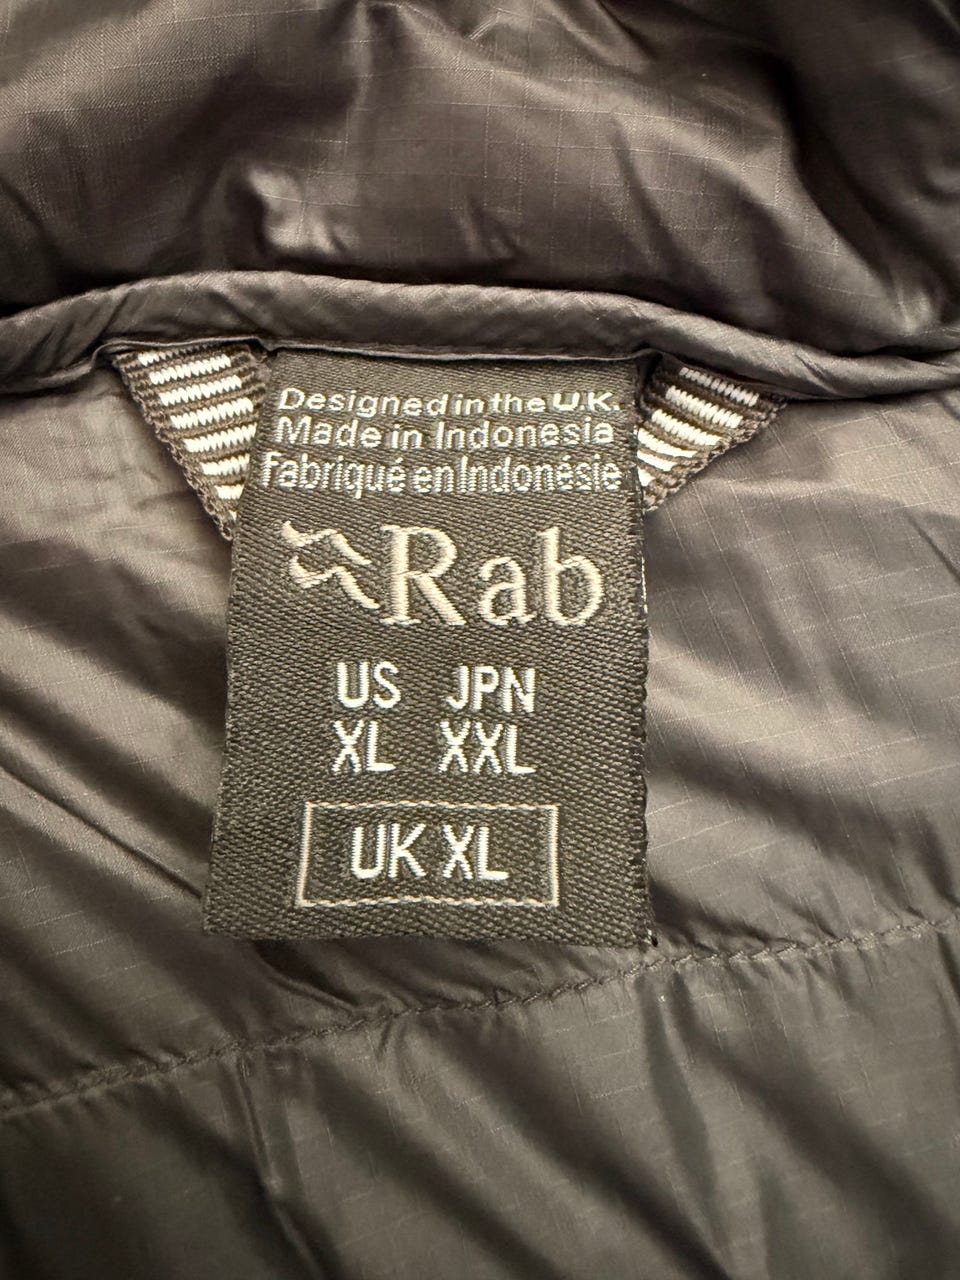 Designed in the U.K.
Made in Indonesia
Fabriqué en Indonésie
Rab
US JPN
XL XXL
UK XL